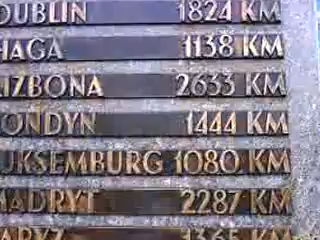 DUBLIN 1824 KM
HAGA 1138 KM
LIZBONA 2633 KM
LONDYN 1444 KM
LUKSEMBURG 1080 KM
MADRYT 2287 KM